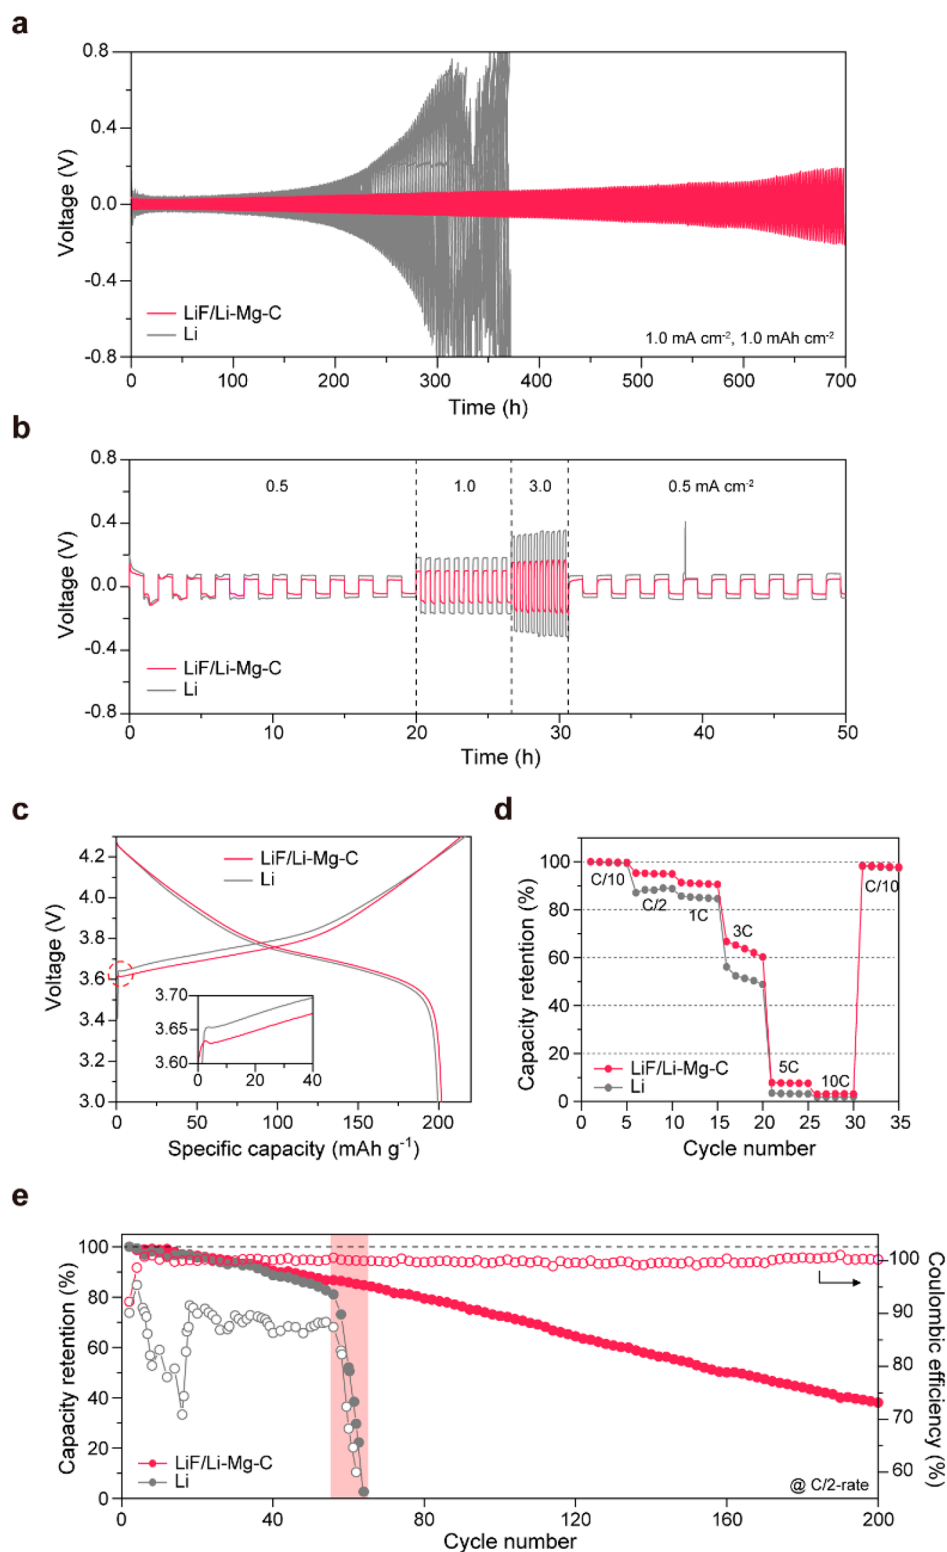 a
0.8
0.4
0.0
-0.4
-0.8
Voltage (V)
LiF/Li-Mg-C
Li
1.0 mA cm⁻², 1.0 mAh cm⁻²
0 100 200 300 400 500 600 700
Time (h)
b
0.8
0.4
0.0
-0.4
-0.8
Voltage (V)
0.5 1.0 3.0 0.5 mA cm⁻²
LiF/Li-Mg-C
Li
0 10 20 30 40 50
Time (h)
c
4.2
4.0
3.8
3.6
3.4
3.2
3.0
Voltage (V)
LiF/Li-Mg-C
Li
3.70
3.65
3.60
0 20 40
0 50 100 150 200
Specific capacity (mAh g⁻¹)
d
100
80
60
40
20
0
Capacity retention (%)
C/10
C/2
1C
3C
5C
10C
C/10
LiF/Li-Mg-C
Li
0 5 10 15 20 25 30 35
Cycle number
e
100
80
60
40
20
0
Capacity retention (%)
LiF/Li-Mg-C
Li
@ C/2-rate
100
90
80
70
60
Coulombic
efficiency (%)
0 40 80 120 160 200
Cycle number